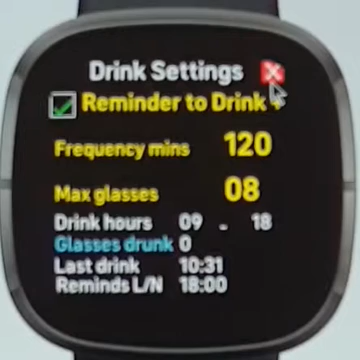 Drink Settings
Reminder to Drink +
Frequency mins 120
Max glasses 08
Drink hours 09 - 18
Glasses drunk 0
Last drink 10:31
Reminds L/N 18:00